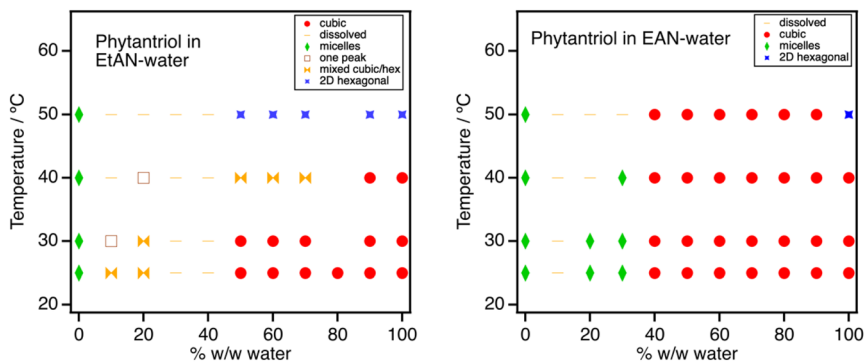 Phytantriol in
EtAN-water
cubic
dissolved
micelles
one peak
mixed cubic/hex
2D hexagonal
Temperature / °C
60
50
40
30
20
0
20
40
60
80
100
% w/w water
Phytantriol in EAN-water
dissolved
cubic
micelles
2D hexagonal
Temperature / °C
60
50
40
30
20
0
20
40
60
80
100
% w/w water